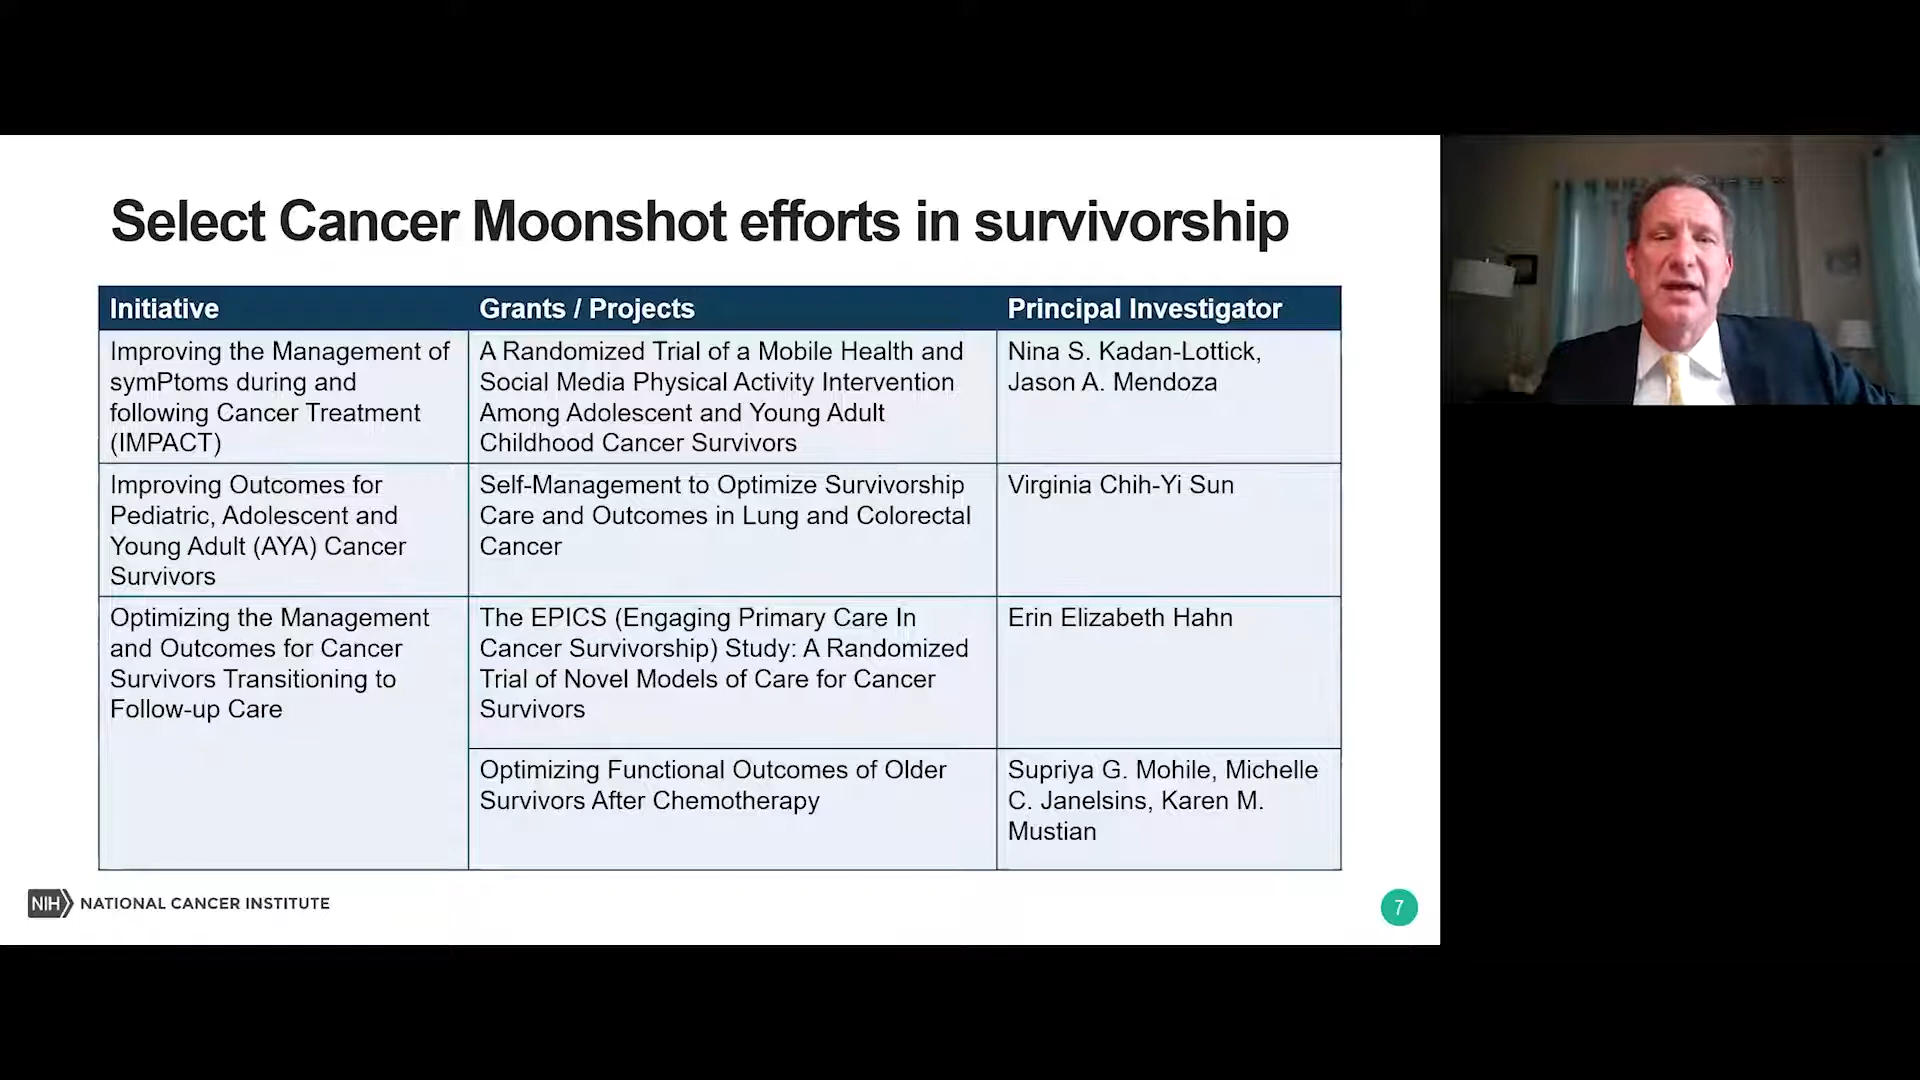 Select Cancer Moonshot efforts in survivorship
Initiative
Grants / Projects
Principal Investigator
Improving the Management of
symPtoms during and
following Cancer Treatment
(IMPACT)
A Randomized Trial of a Mobile Health and
Social Media Physical Activity Intervention
Among Adolescent and Young Adult
Childhood Cancer Survivors
Nina S. Kadan-Lottick,
Jason A. Mendoza
Improving Outcomes for
Pediatric, Adolescent and
Young Adult (AYA) Cancer
Survivors
Self-Management to Optimize Survivorship
Care and Outcomes in Lung and Colorectal
Cancer
Virginia Chih-Yi Sun
Optimizing the Management
and Outcomes for Cancer
Survivors Transitioning to
Follow-up Care
The EPICS (Engaging Primary Care In
Cancer Survivorship) Study: A Randomized
Trial of Novel Models of Care for Cancer
Survivors
Erin Elizabeth Hahn
Optimizing Functional Outcomes of Older
Survivors After Chemotherapy
Supriya G. Mohile, Michelle
C. Janelsins, Karen M.
Mustian
NIH NATIONAL CANCER INSTITUTE
7